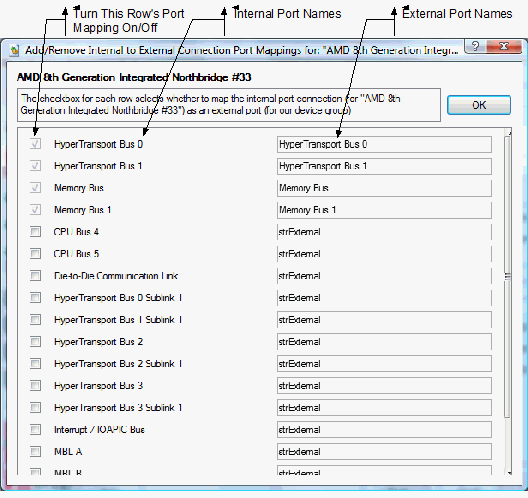 Turn This Row's Port
Mapping On/Off
Internal Port Names
External Port Names
Add/Remove Internal to External Connection Port Mappings for: "AMD 8th Generation Integr...
AMD 8th Generation Integrated Northbridge #33
The checkbox for each row selects whether to map the internal port connection (for "AMD 8th
Generation Integrated Northbridge #33") as an external port (for our device group)
OK
HyperTransport Bus 0 HyperTransport Bus 0
HyperTransport Bus 1 HyperTransport Bus 1
Memory Bus Memory Bus
Memory Bus 1 Memory Bus 1
CPU Bus 4 strExternal
CPU Bus 5 strExternal
Die-to-Die Communication Link strExternal
HyperTransport Bus 0 Sublink 1 strExternal
HyperTransport Bus 1 Sublink 1 strExternal
HyperTransport Bus 2 strExternal
HyperTransport Bus 2 Sublink 1 strExternal
HyperTransport Bus 3 strExternal
HyperTransport Bus 3 Sublink 1 strExternal
Interrupt / IOAPIC Bus strExternal
MBL A strExternal
MBL B strExternal